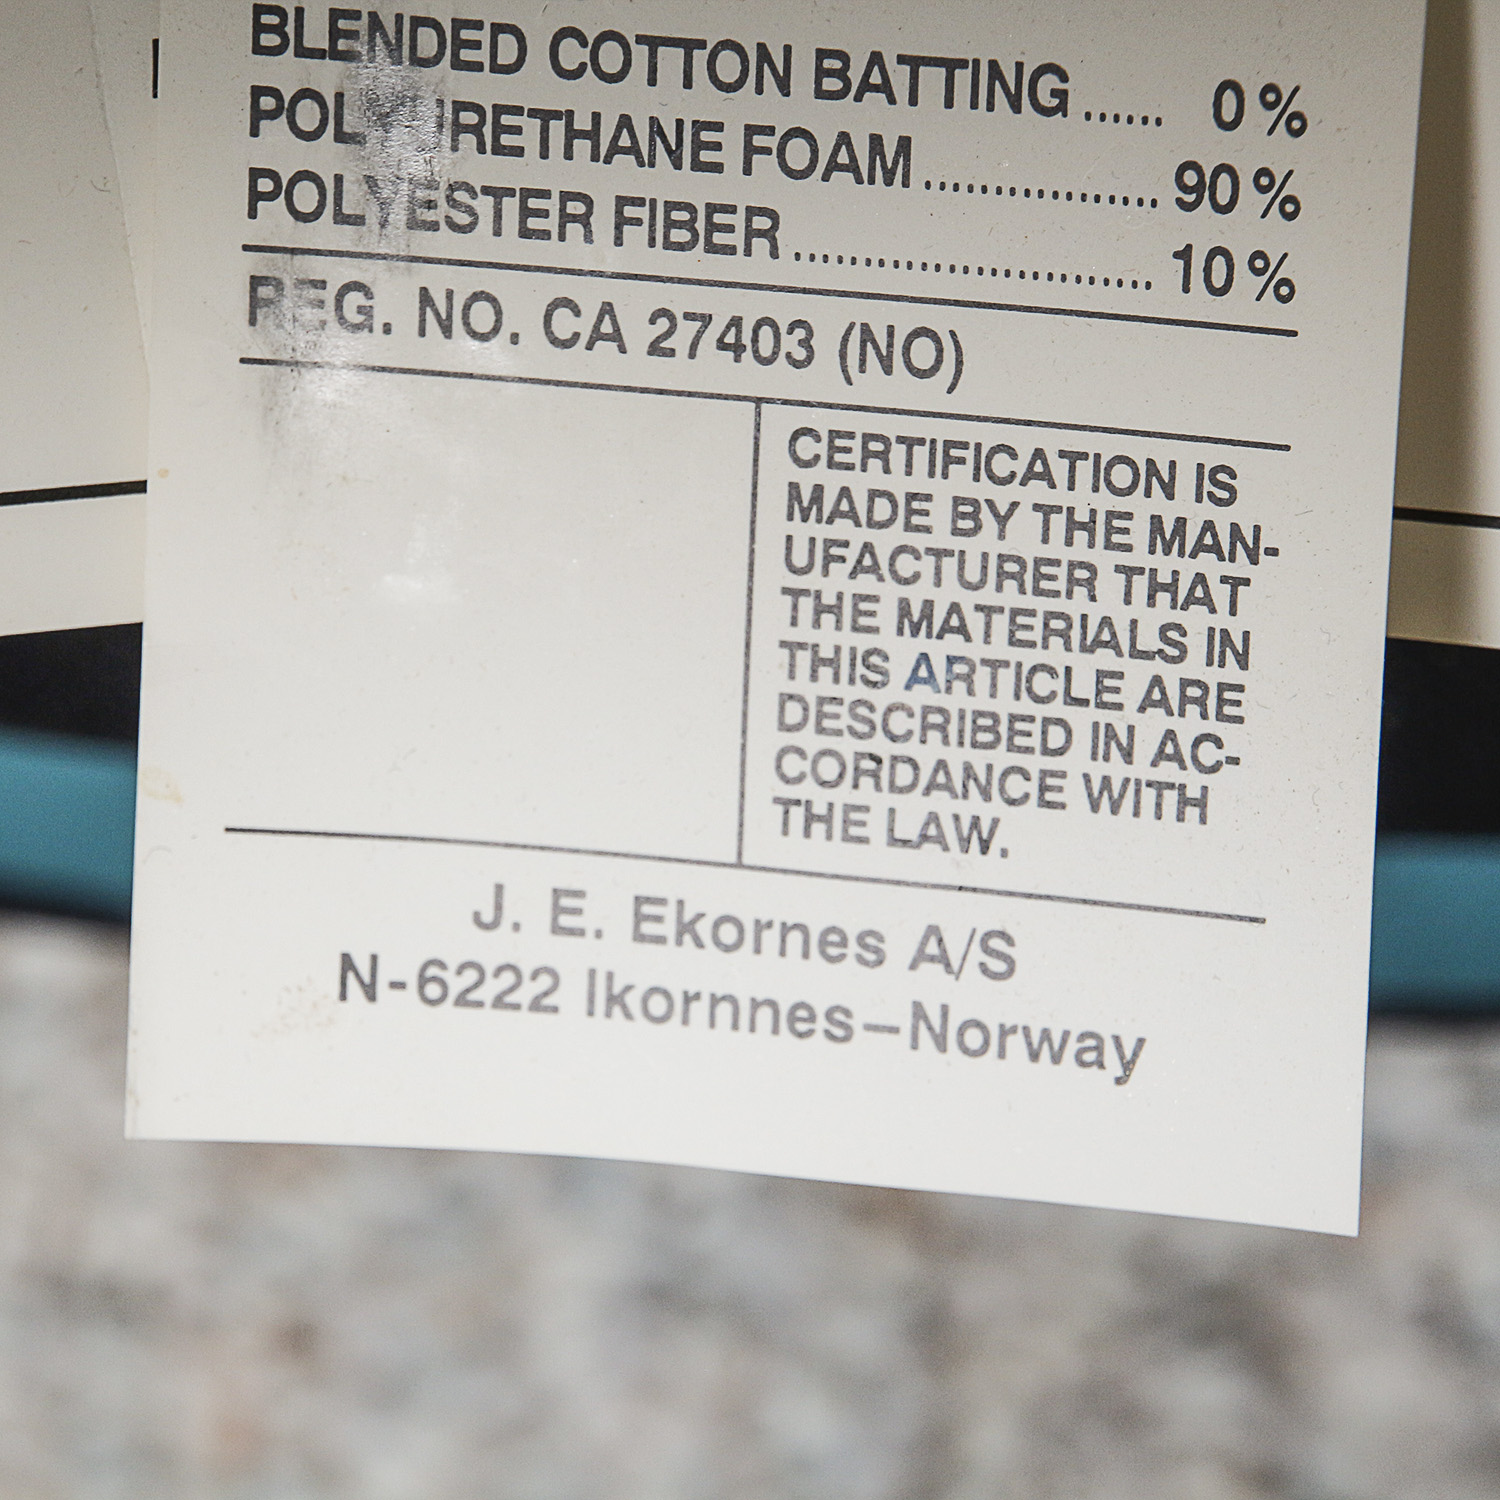 BLENDED COTTON BATTING...... 0%
POLYURETHANE FOAM................. 90%
POLYESTER FIBER.......................... 10%
REG. NO. CA 27403 (NO)
CERTIFICATION IS
MADE BY THE MAN-
UFACTURER THAT
THE MATERIALS IN
THIS ARTICLE ARE
DESCRIBED IN AC-
CORDANCE WITH
THE LAW.
J. E. Ekornes A/S
N-6222 Ikornnes–Norway